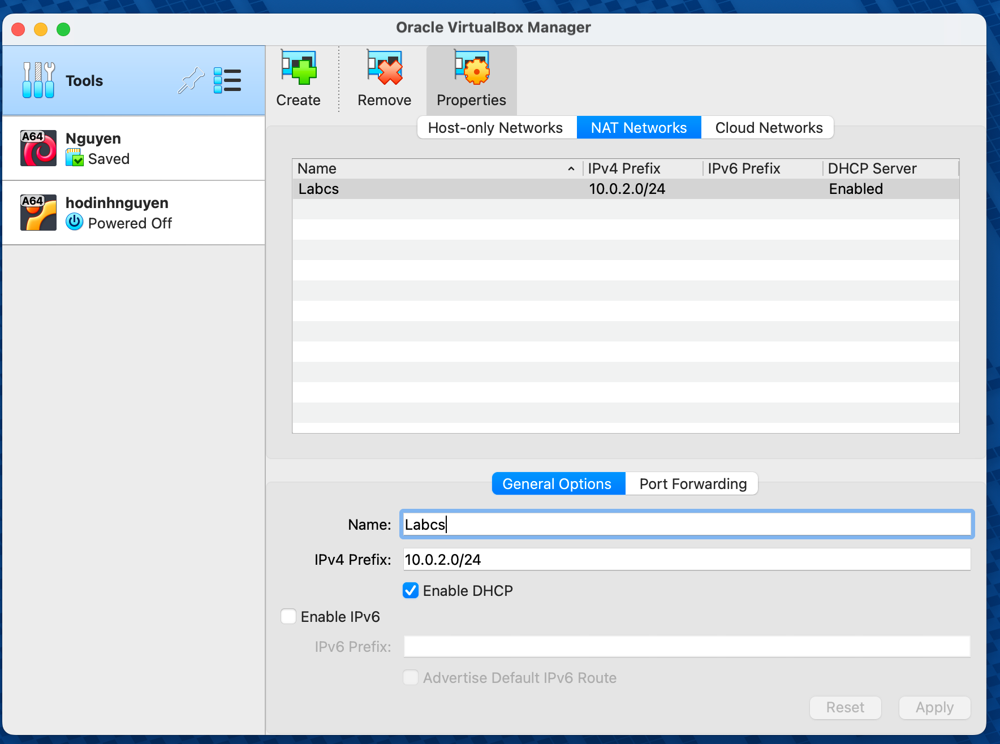 Oracle VirtualBox Manager
Tools
Create
Remove
Properties
A64
Nguyen
Saved
A64
hodinhnguyen
Powered Off
Host-only Networks
NAT Networks
Cloud Networks
Name IPv4 Prefix IPv6 Prefix DHCP Server
Labcs 10.0.2.0/24 Enabled
General Options
Port Forwarding
Name: Labcs
IPv4 Prefix: 10.0.2.0/24
Enable DHCP
Enable IPv6
IPv6 Prefix:
Advertise Default IPv6 Route
Reset
Apply